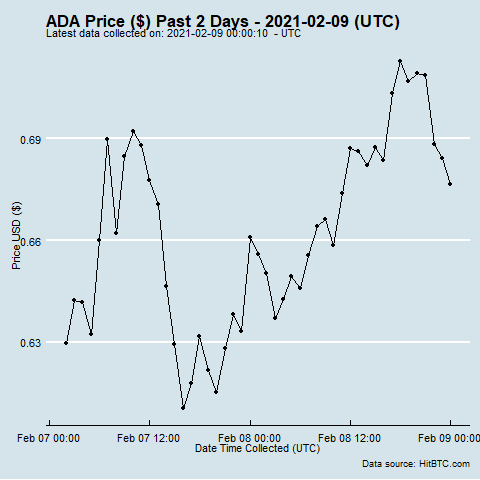 ADA Price ($) Past 2 Days - 2021-02-09 (UTC)
Latest data collected on: 2021-02-09 00:00:10 - UTC
0.69
0.66
0.63
Price USD ($)
Feb 07 00:00 Feb 07 12:00 Feb 08 00:00 Feb 08 12:00 Feb 09 00:00
Date Time Collected (UTC)
Data source: HitBTC.com